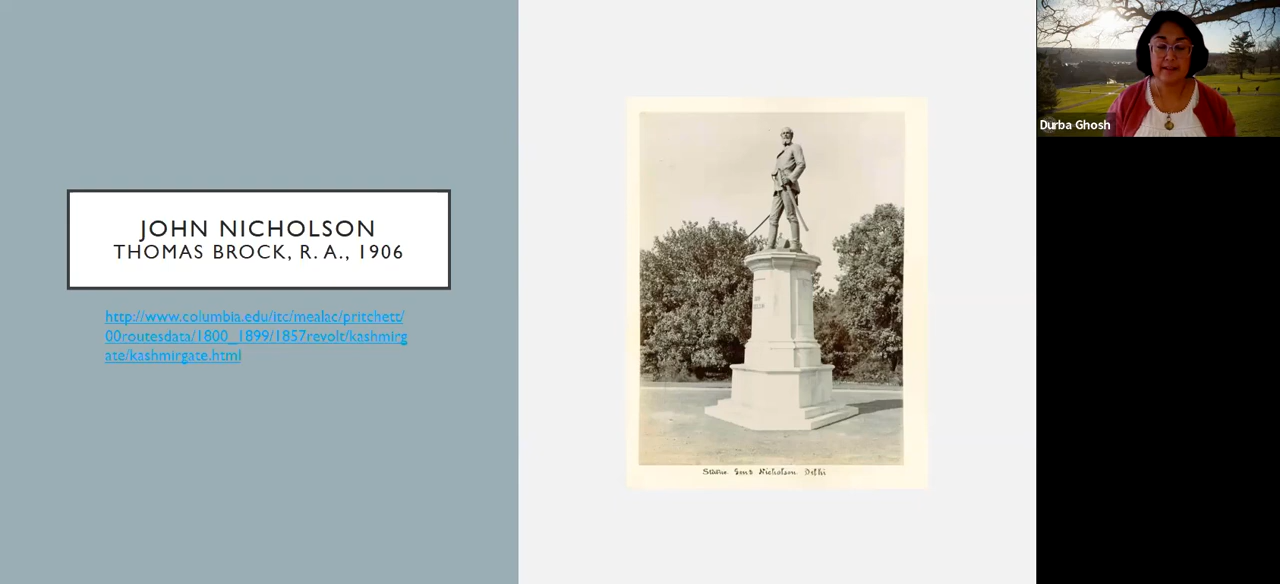 JOHN NICHOLSON
THOMAS BROCK, R. A., 1906
http://www.columbia.edu/itc/mealac/pritchett/
00routesdata/1800_1899/1857revolt/kashmirg
ate/kashmirgate.html
Statue Nicholson Delhi
Durba Ghosh